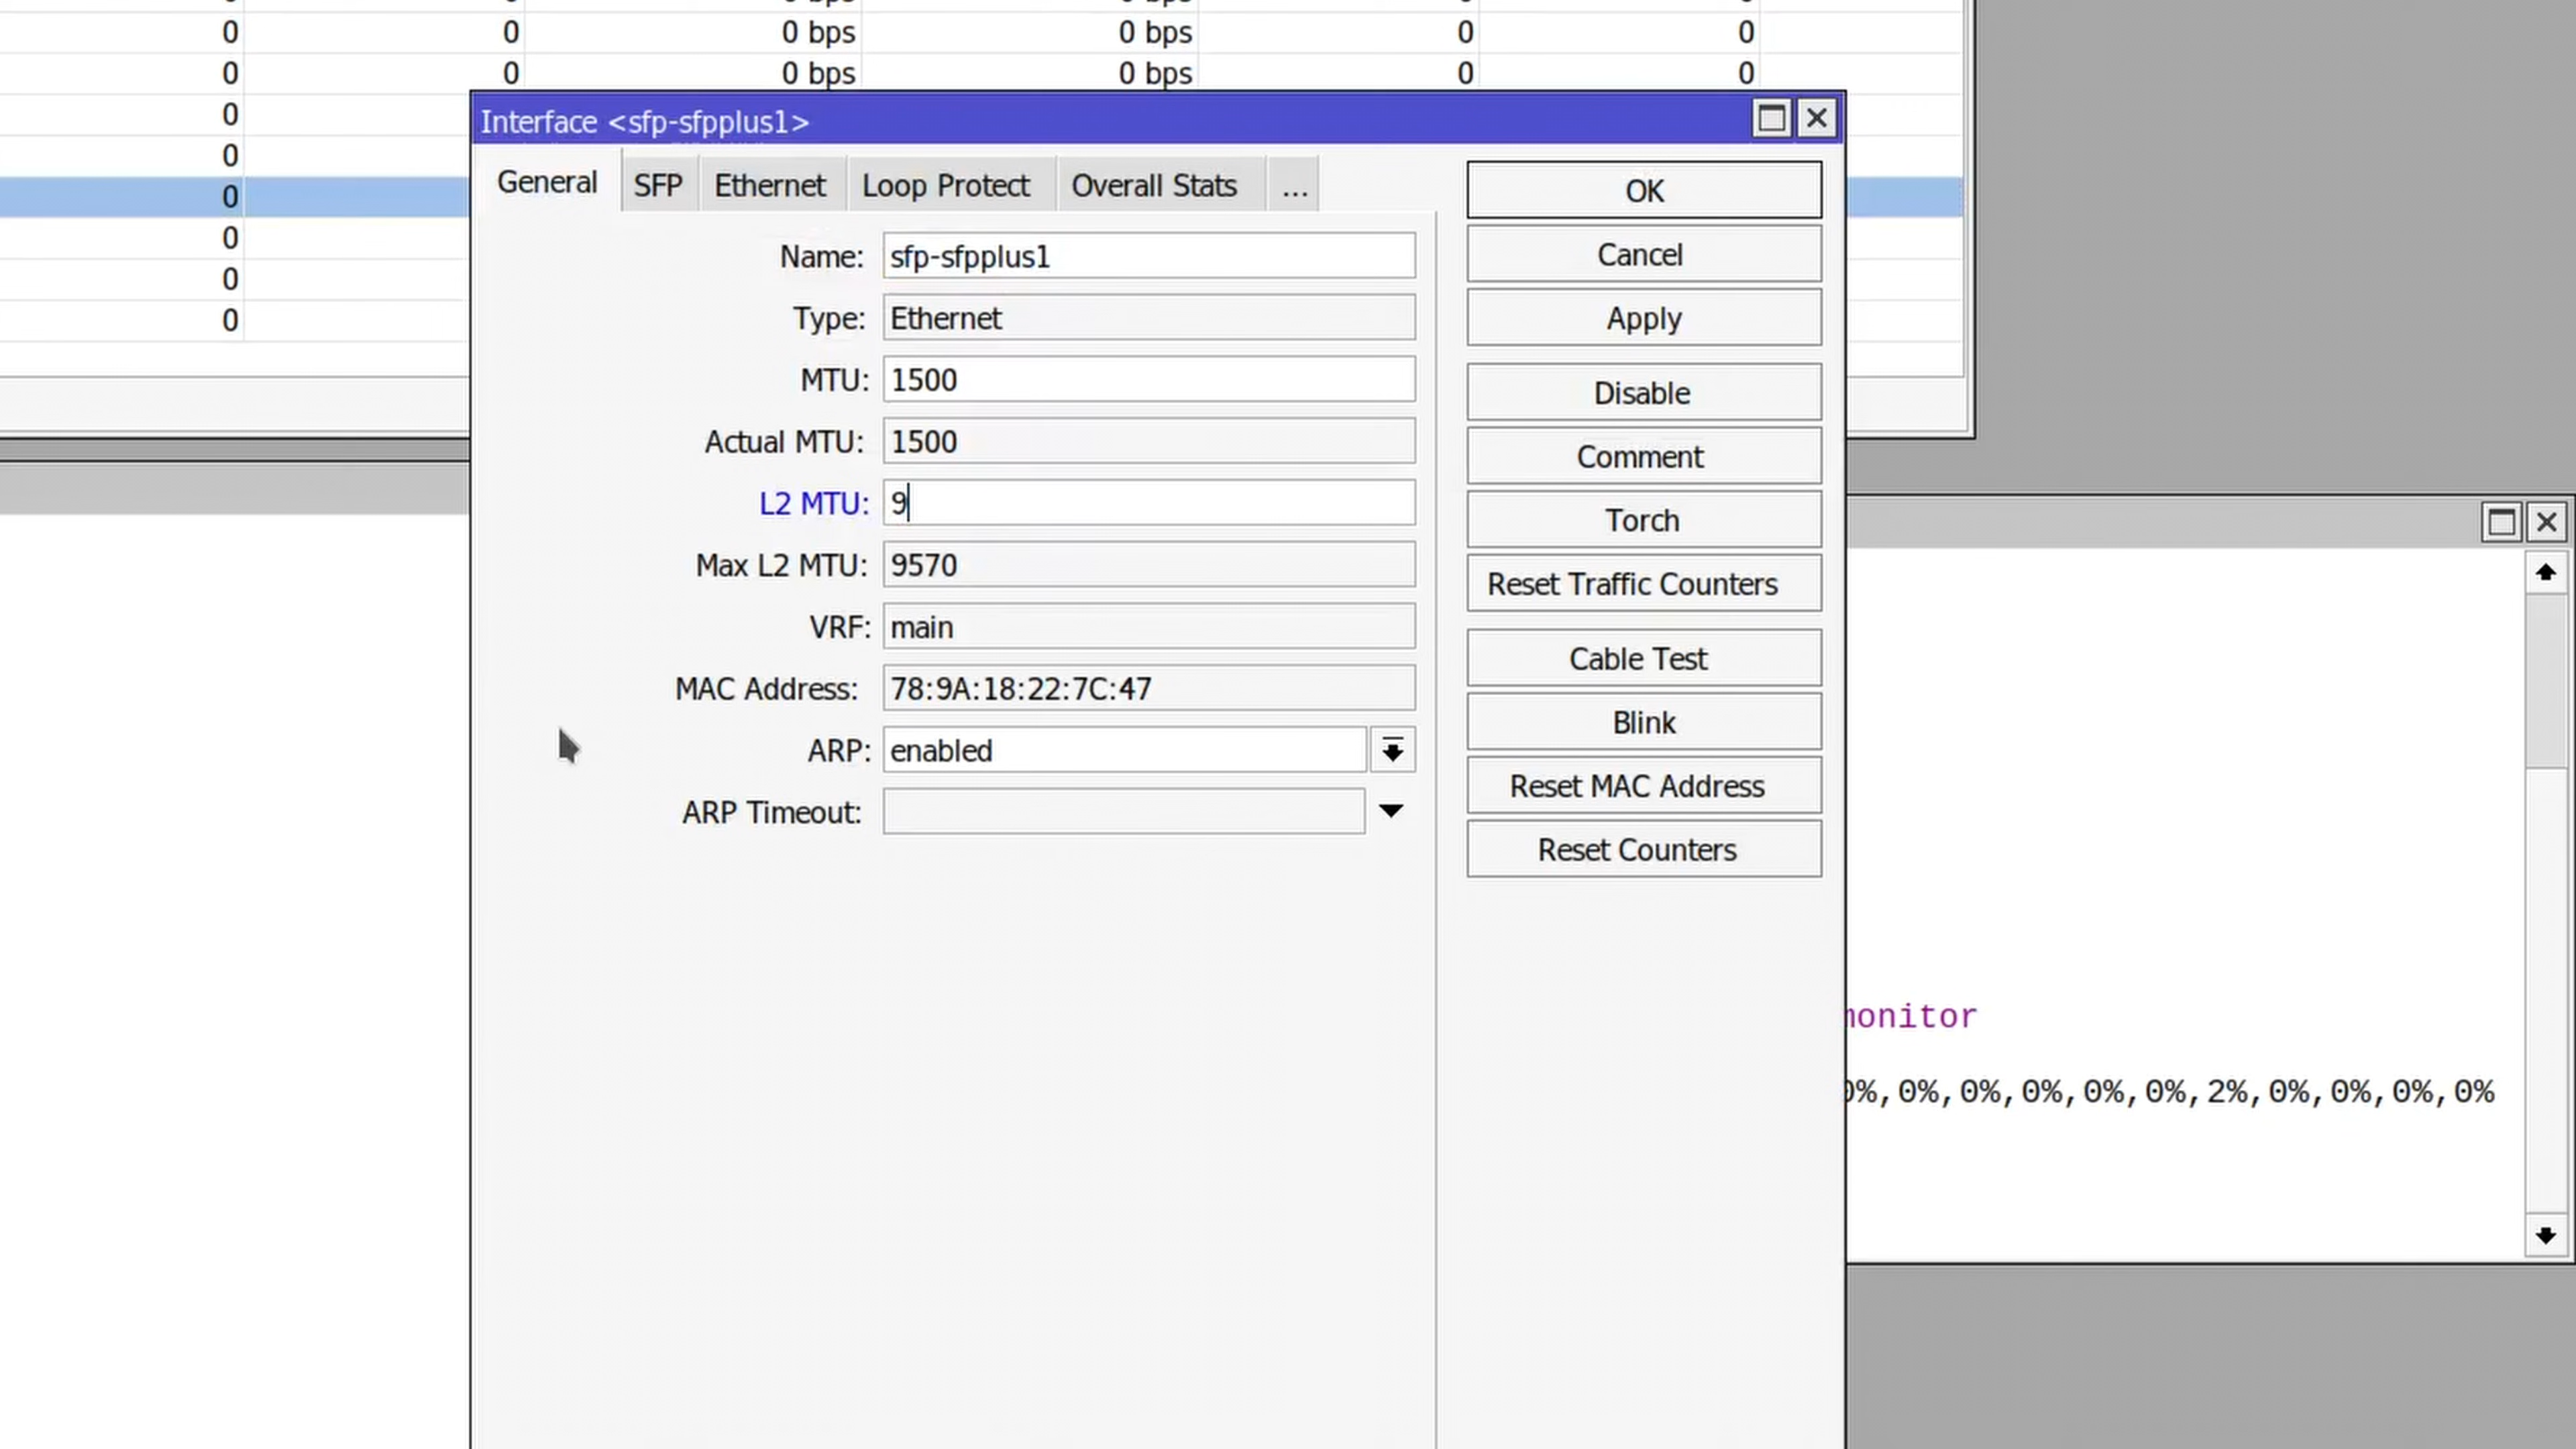 0 0 0 bps 0 bps 0 0
0 0 0 bps 0 bps 0 0
0
0
0
0
0
0
Interface <sfp-sfpplus1>
General SFP Ethernet Loop Protect Overall Stats ...
Name: sfp-sfpplus1
Type: Ethernet
MTU: 1500
Actual MTU: 1500
L2 MTU: 9
Max L2 MTU: 9570
VRF: main
MAC Address: 78:9A:18:22:7C:47
ARP: enabled
ARP Timeout:
OK
Cancel
Apply
Disable
Comment
Torch
Reset Traffic Counters
Cable Test
Blink
Reset MAC Address
Reset Counters
monitor
0%,0%,0%,0%,0%,0%,2%,0%,0%,0%,0%